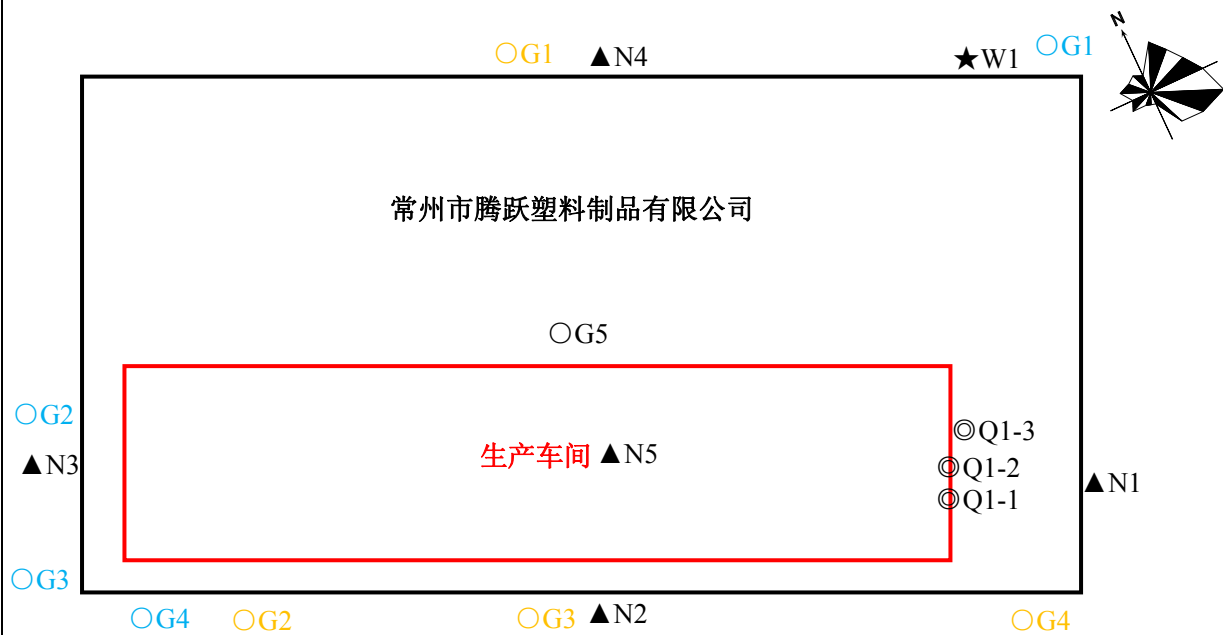 N
○G1 ▲N4 ★W1 ○G1
常州市腾跃塑料制品有限公司
○G5
○G2
◎Q1-3
▲N3 生产车间 ▲N5 ◎Q1-2 ▲N1
◎Q1-1
○G3
○G4 ○G2 ○G3 ▲N2 ○G4